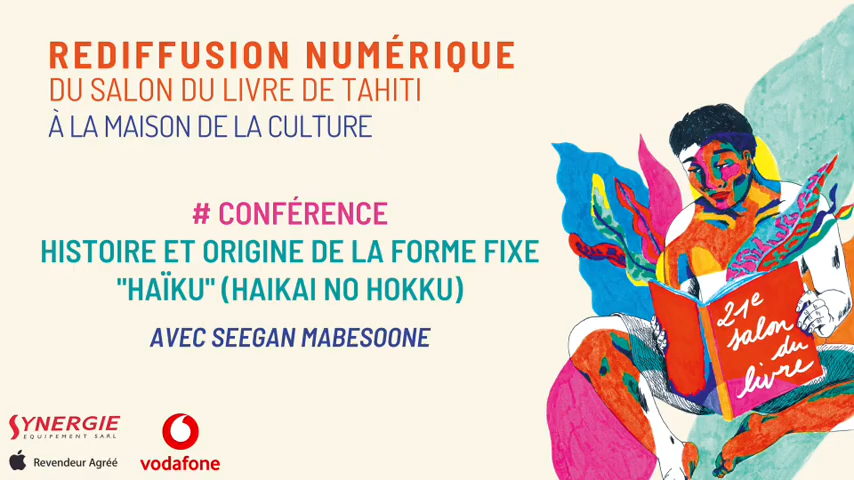 REDIFFUSION NUMÉRIQUE
DU SALON DU LIVRE DE TAHITI
À LA MAISON DE LA CULTURE
# CONFÉRENCE
HISTOIRE ET ORIGINE DE LA FORME FIXE
"HAÏKU" (HAIKAI NO HOKKU)
AVEC SEEGAN MABESOONE
21e
salon
du
livre
SYNERGIE
EQUIPEMENT SARL
Revendeur Agréé
vodafone